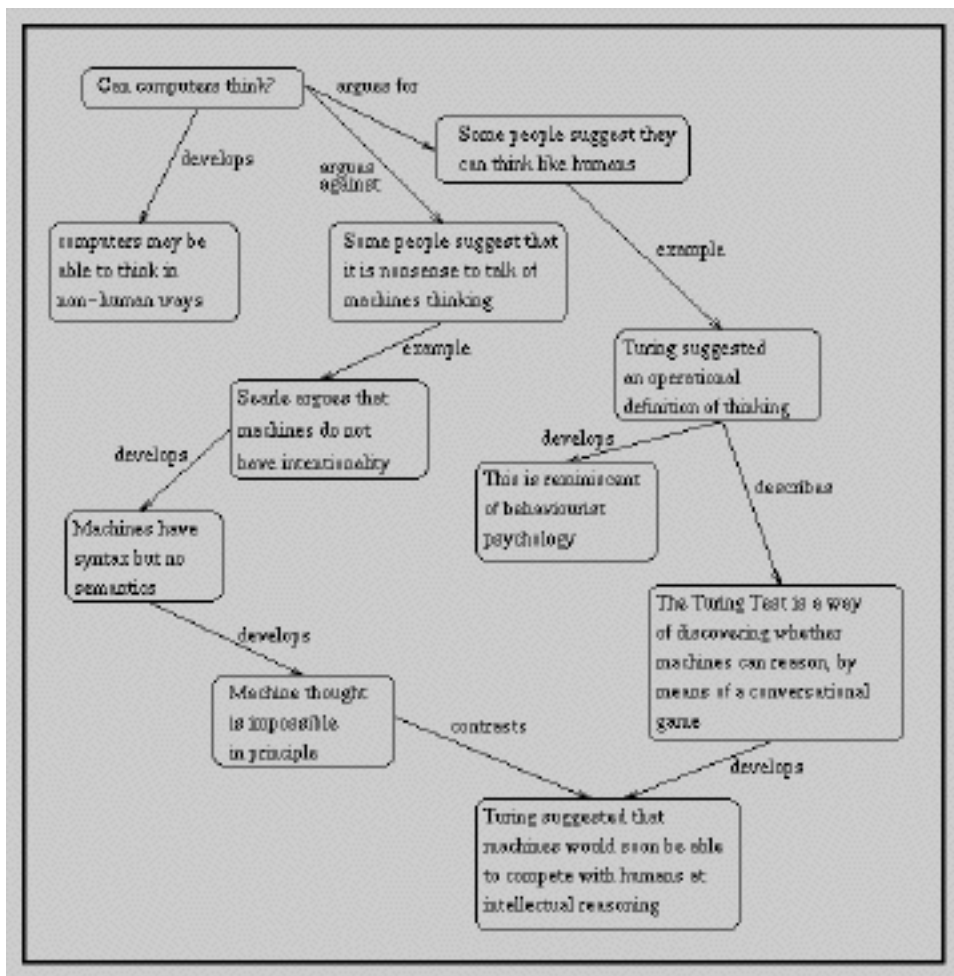 Can computers think?
argues for
Some people suggest they
can think like humans
develops
argues
against
computers may be
able to think in
non-human ways
Some people suggest that
it is nonsense to talk of
machines thinking
example
example
Turing suggested
an operational
definition of thinking
Searle argues that
machines do not
have intentionality
develops
develops
This is reminiscent
of behaviourist
psychology
describes
Machines have
syntax but no
semantics
The Turing Test is a way
of discovering whether
machines can reason, by
means of a conversational
game
develops
Machine thought
is impossible
in principle
contrasts
develops
Turing suggested that
machines would soon be able
to compete with humans at
intellectual reasoning